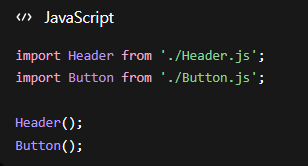 </> JavaScript
import Header from './Header.js';
import Button from './Button.js';
Header();
Button();